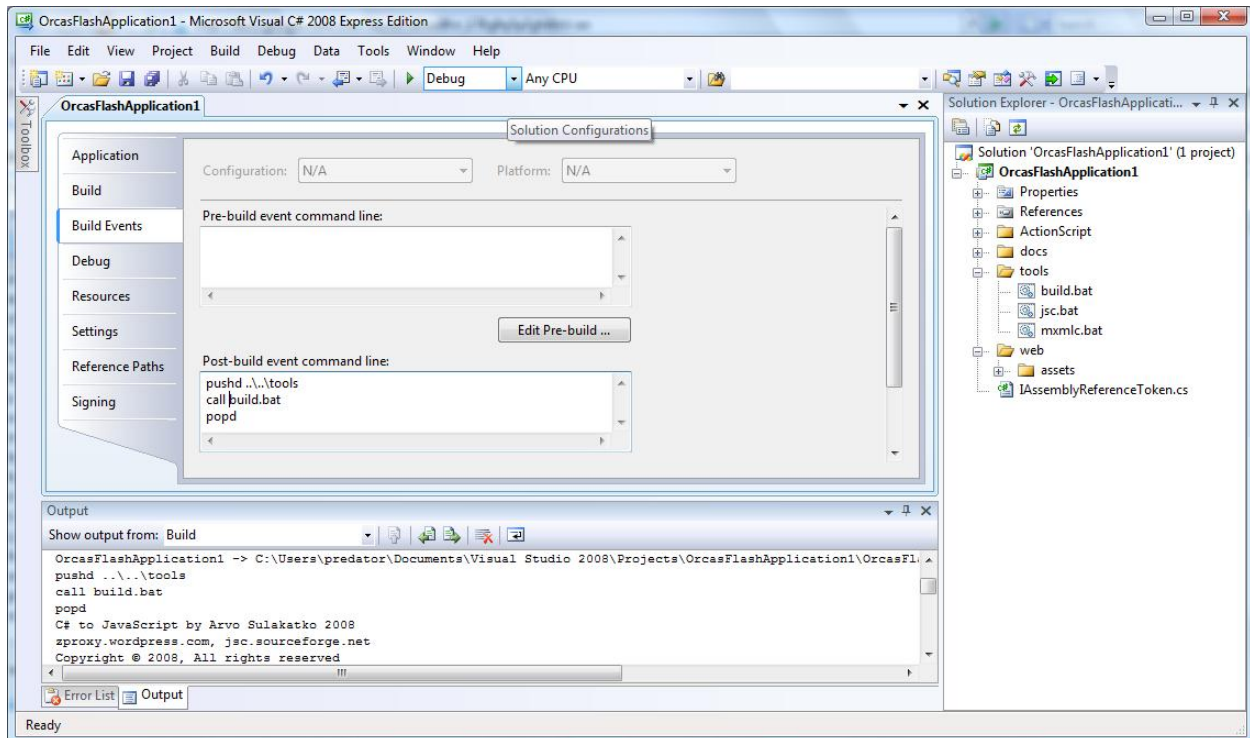 OrcasFlashApplication1 - Microsoft Visual C# 2008 Express Edition
File Edit View Project Build Debug Data Tools Window Help
Debug Any CPU
Toolbox
OrcasFlashApplication1
Solution Configurations
Application
Build
Build Events
Debug
Resources
Settings
Reference Paths
Signing
Configuration: N/A Platform: N/A
Pre-build event command line:
Edit Pre-build ...
Post-build event command line:
pushd ..\..\tools
call build.bat
popd
Solution Explorer - OrcasFlashApplicati...
Solution 'OrcasFlashApplication1' (1 project)
OrcasFlashApplication1
Properties
References
ActionScript
docs
tools
build.bat
jsc.bat
mxmlc.bat
web
assets
IAssemblyReferenceToken.cs
Output
Show output from: Build
OrcasFlashApplication1 -> C:\Users\predator\Documents\Visual Studio 2008\Projects\OrcasFlashApplication1\OrcasFl
pushd ..\..\tools
call build.bat
popd
C# to JavaScript by Arvo Sulakatko 2008
zproxy.wordpress.com, jsc.sourceforge.net
Copyright © 2008, All rights reserved
Error List Output
Ready